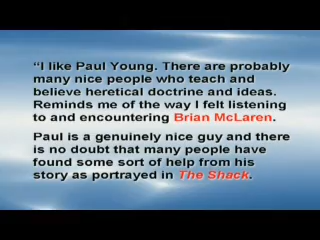 “I like Paul Young. There are probably
many nice people who teach and
believe heretical doctrine and ideas.
Reminds me of the way I felt listening
to and encountering Brian McLaren.
Paul is a genuinely nice guy and there
is no doubt that many people have
found some sort of help from his
story as portrayed in The Shack.